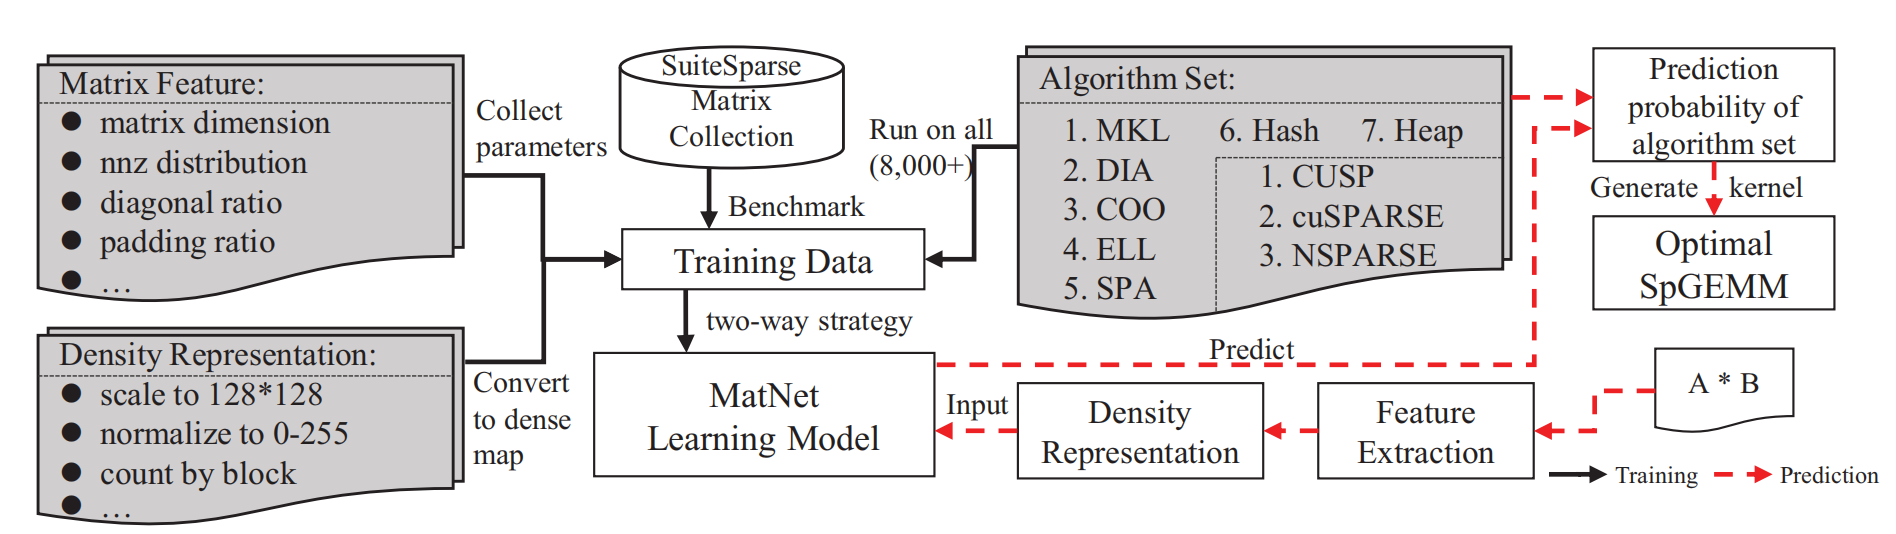 Matrix Feature:
● matrix dimension
● nnz distribution
● diagonal ratio
● padding ratio
● ...
Density Representation:
● scale to 128*128
● normalize to 0-255
● count by block
● ...
Collect
parameters
Convert
to dense
map
SuiteSparse
Matrix
Collection
Benchmark
Training Data
two-way strategy
MatNet
Learning Model
Run on all
(8,000+)
Algorithm Set:
1. MKL 6. Hash 7. Heap
2. DIA
3. COO
4. ELL
5. SPA
1. CUSP
2. cuSPARSE
3. NSPARSE
Predict
Input
Density
Representation
Feature
Extraction
Prediction
probability of
algorithm set
Generate kernel
Optimal
SpGEMM
A * B
Training Prediction